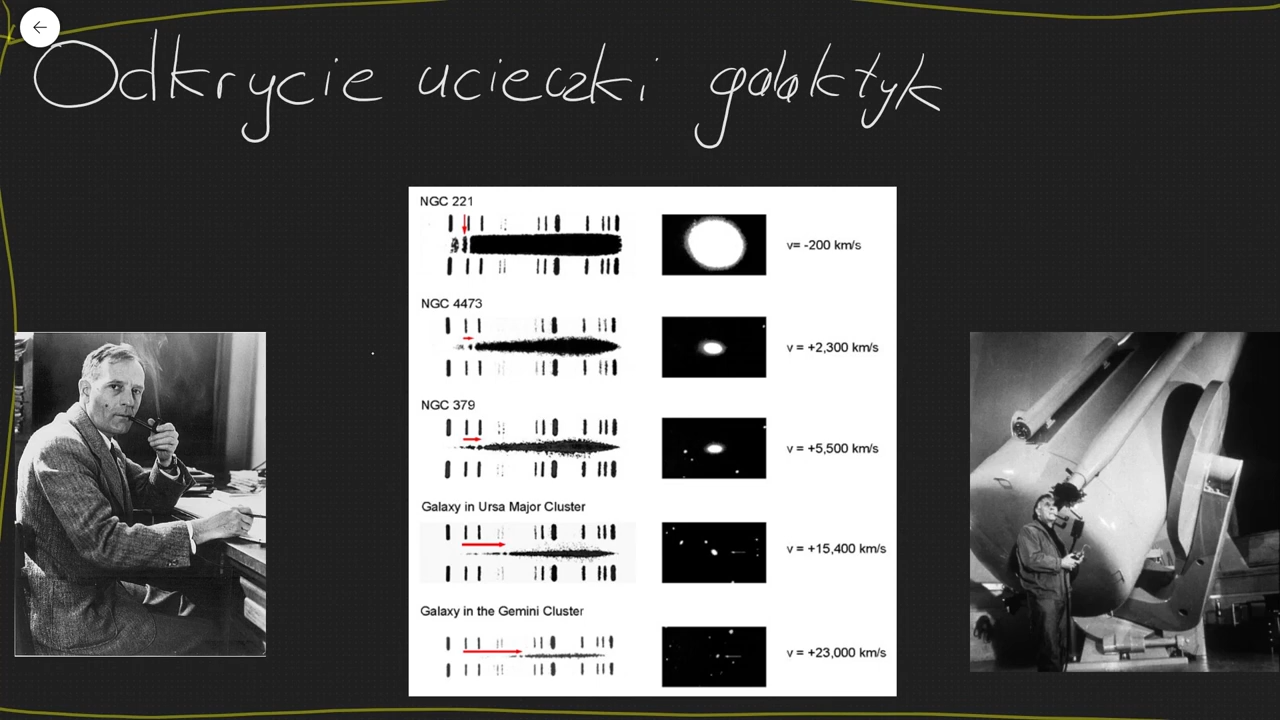 Odkrycie ucieczki galaktyk
NGC 221
v= -200 km/s
NGC 4473
v = +2,300 km/s
NGC 379
v = +5,500 km/s
Galaxy in Ursa Major Cluster
v = +15,400 km/s
Galaxy in the Gemini Cluster
v = +23,000 km/s